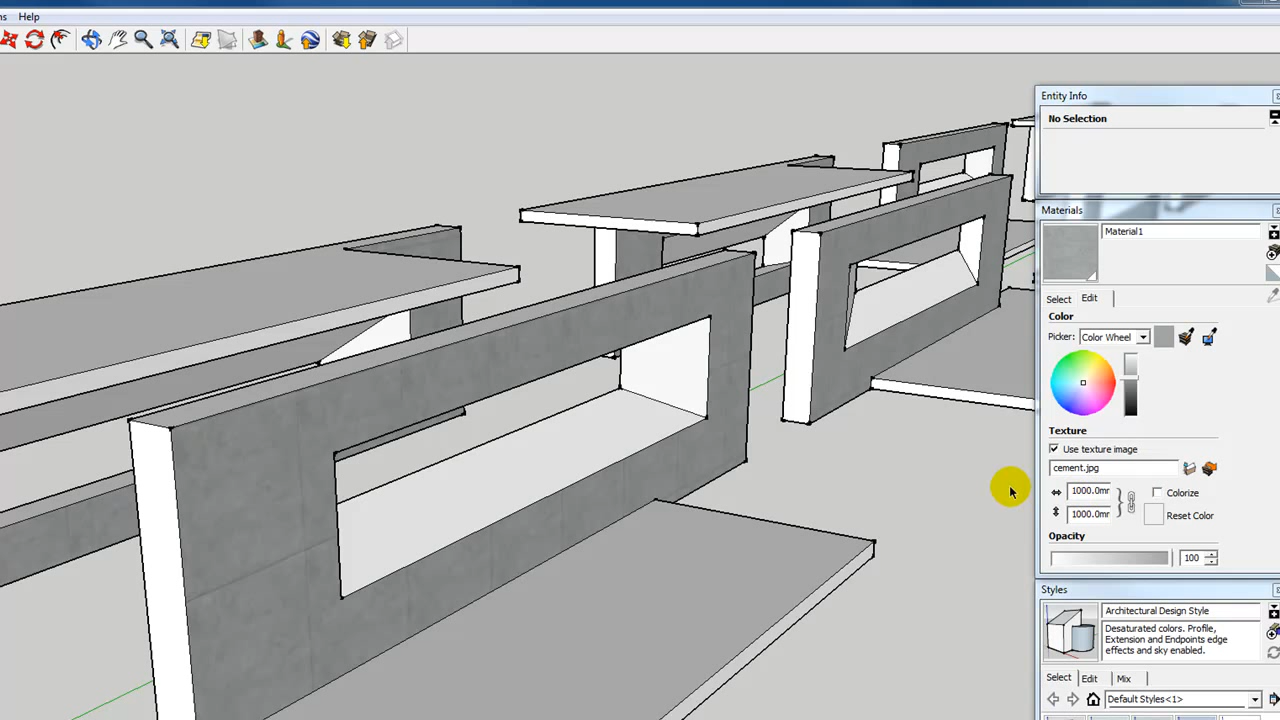 ns Help
Entity Info
No Selection
Materials
Material1
Select Edit
Color
Picker: Color Wheel
Texture
Use texture image
cement.jpg
1000.0mr
Colorize
1000.0mr
Reset Color
Opacity
100
Styles
Architectural Design Style
Desaturated colors. Profile,
Extension and Endpoints edge
effects and sky enabled.
Select Edit Mix
Default Styles<1>